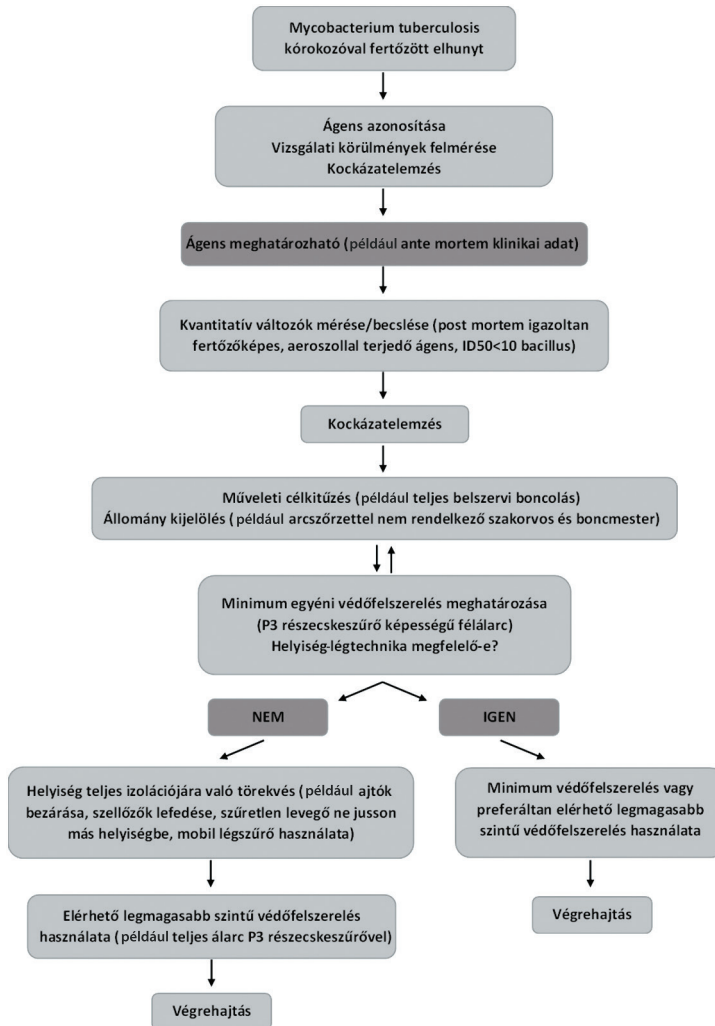 Mycobacterium tuberculosis
kórokozóval fertőzött elhunyt
Ágens azonosítása
Vizsgálati körülmények felmérése
Kockázatelemzés
Ágens meghatározható (például ante mortem klinikai adat)
Kvantitatív változók mérése/becslése (post mortem igazoltan
fertőzőképes, aeroszollal terjedő ágens, ID50<10 bacillus)
Kockázatelemzés
Műveleti célkitűzés (például teljes belszervi boncolás)
Állomány kijelölés (például arcszőrzettel nem rendelkező szakorvos és boncmester)
Minimum egyéni védőfelszerelés meghatározása
(P3 részecskeszűrő képességű félálarc)
Helyiség-légtechnika megfelelő-e?
NEM
IGEN
Helyiség teljes izolációjára való törekvés (például ajtók
bezárása, szellőzők lefedése, szűretlen levegő ne jusson
más helyiségbe, mobil légszűrő használata)
Minimum védőfelszerelés vagy
preferáltan elérhető legmagasabb
szintű védőfelszerelés használata
Elérhető legmagasabb szintű védőfelszerelés
használata (például teljes álarc P3 részecskeszűrővel)
Végrehajtás
Végrehajtás